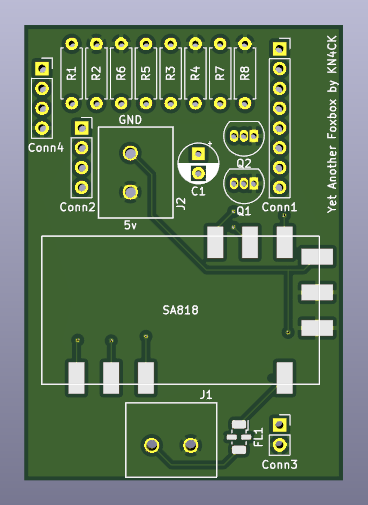 R1 R2 R6 R5 R3 R4 R7 R8
Yet Another Foxbox by KN4CK
GND
Conn4
+
Q2
C1
Conn2
J2
Q1
Conn1
5v
SA818
J1
FL1
Conn3